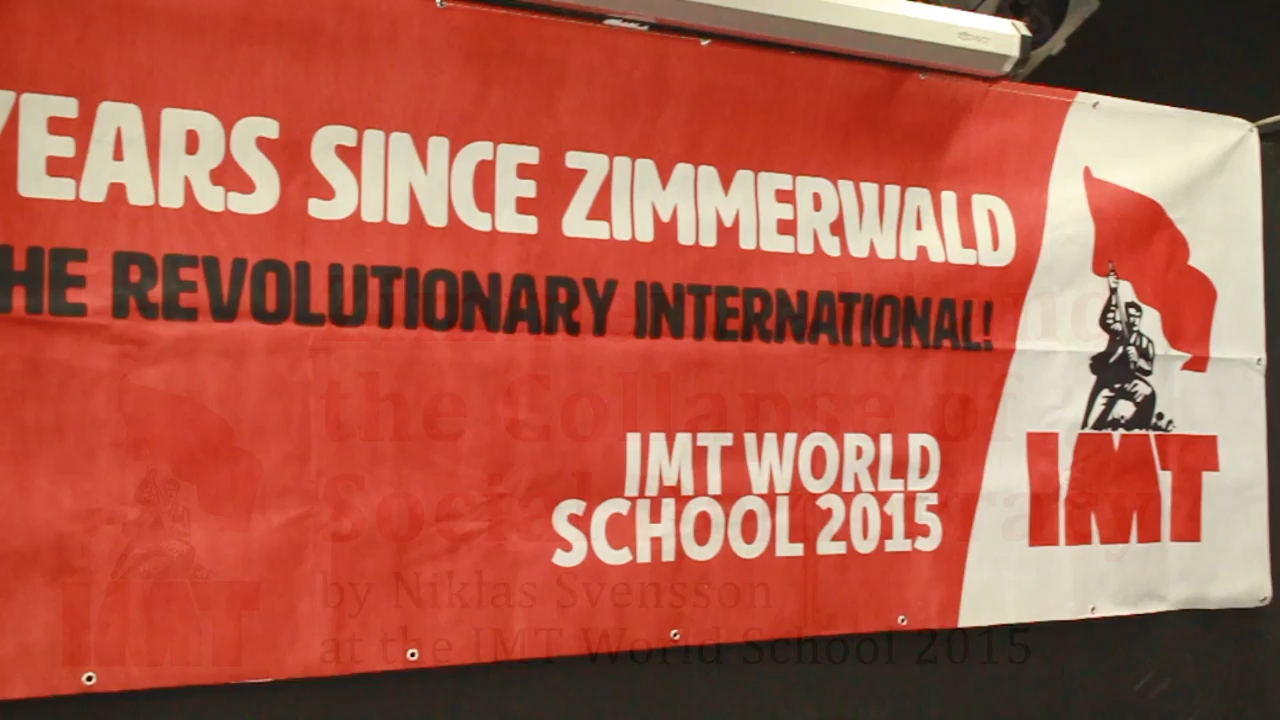 YEARS SINCE ZIMMERWALD
HE REVOLUTIONARY INTERNATIONAL!
IMT WORLD
SCHOOL 2015
IMT
the Collapse of
by Niklas Svensson
at the IMT World School 2015
IMT